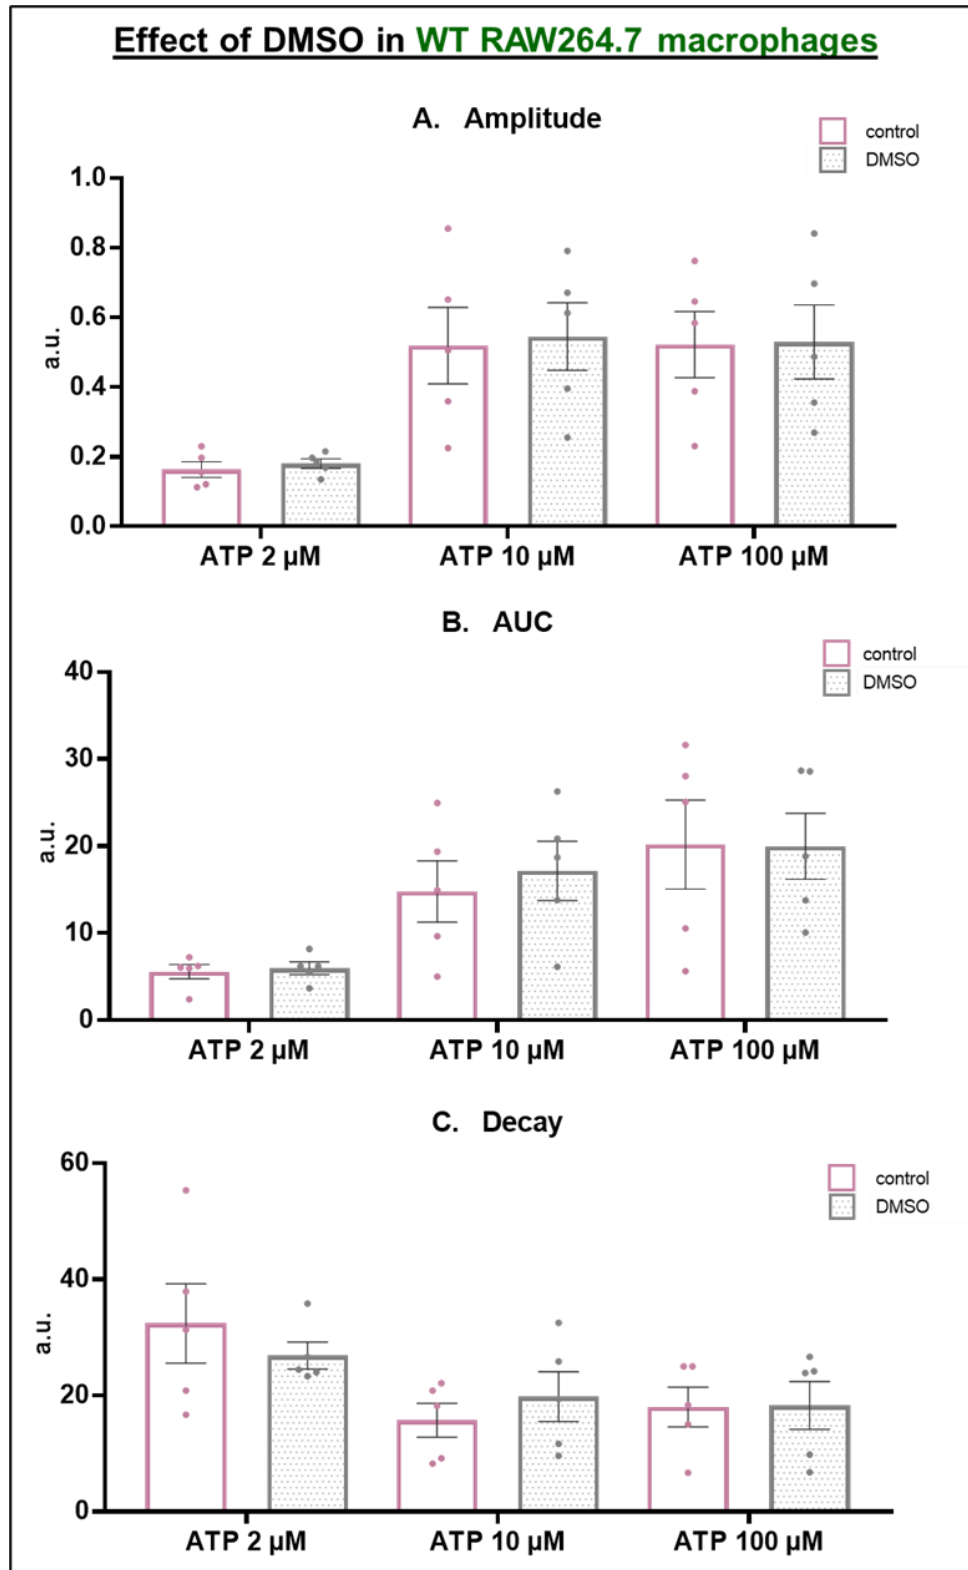 Effect of DMSO in WT RAW264.7 macrophages
A. Amplitude
control
DMSO
1.0
0.8
0.6
0.4
0.2
0.0
a.u.
ATP 2 µM ATP 10 µM ATP 100 µM
B. AUC
control
DMSO
40
30
20
10
0
a.u.
ATP 2 µM ATP 10 µM ATP 100 µM
C. Decay
control
DMSO
60
40
20
0
a.u.
ATP 2 µM ATP 10 µM ATP 100 µM